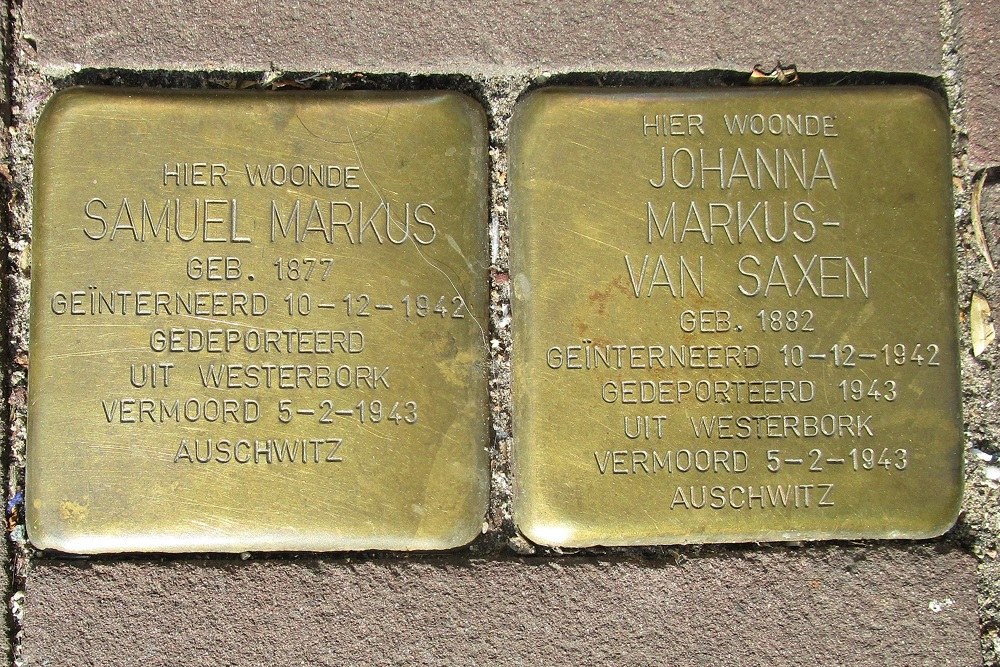 HIER WOONDE
SAMUEL MARKUS
GEB. 1877
GEÏNTERNEERD 10-12-1942
GEDEPORTEERD
UIT WESTERBORK
VERMOORD 5-2-1943
AUSCHWITZ
HIER WOONDE
JOHANNA
MARKUS-
VAN SAXEN
GEB. 1882
GEÏNTERNEERD 10-12-1942
GEDEPORTEERD 1943
UIT WESTERBORK
VERMOORD 5-2-1943
AUSCHWITZ